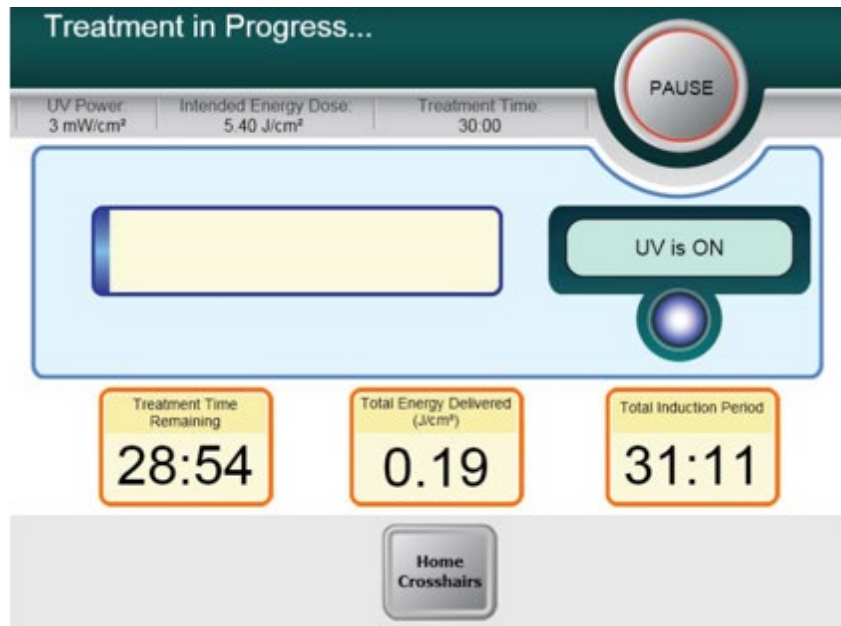 Treatment in Progress...
PAUSE
UV Power:
3 mW/cm²
Intended Energy Dose:
5.40 J/cm²
Treatment Time:
30:00
UV is ON
Treatment Time
Remaining
28:54
Total Energy Delivered
(J/cm²)
0.19
Total Induction Period
31:11
Home
Crosshairs